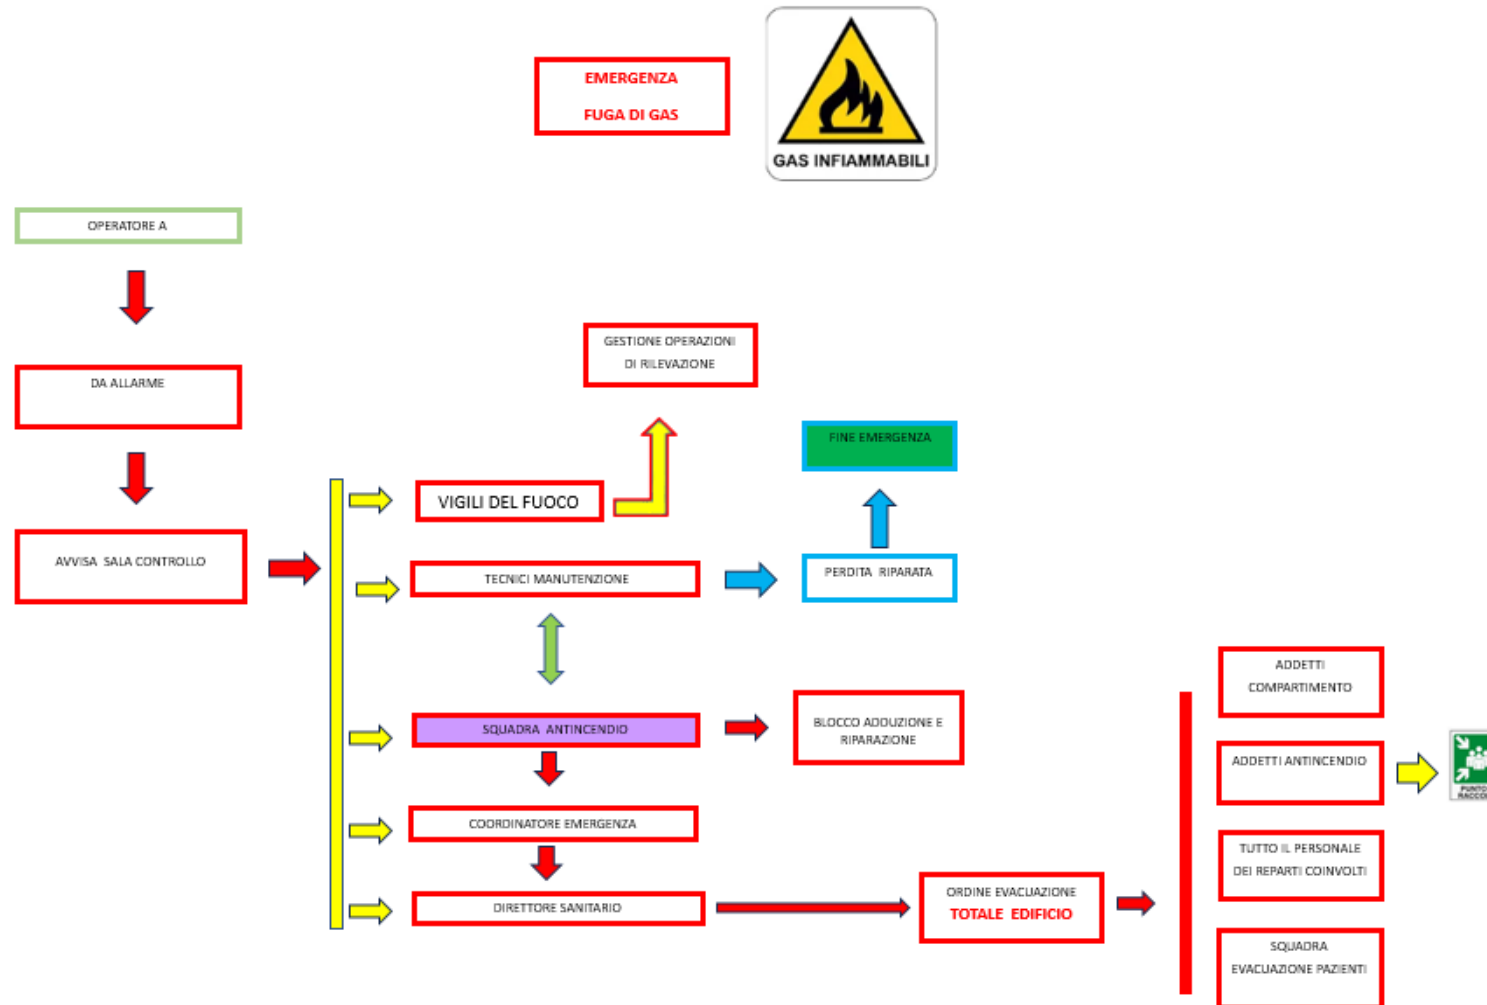 EMERGENZA
FUGA DI GAS
GAS INFIAMMABILI
OPERATORE A
DA ALLARME
AVVISA SALA CONTROLLO
GESTIONE OPERAZIONI
DI RILEVAZIONE
FINE EMERGENZA
VIGILI DEL FUOCO
TECNICI MANUTENZIONE
PERDITA RIPARATA
SQUADRA ANTINCENDIO
BLOCCO ADDUZIONE E
RIPARAZIONE
COORDINATORE EMERGENZA
DIRETTORE SANITARIO
ORDINE EVACUAZIONE
TOTALE EDIFICIO
ADDETTI
COMPARTIMENTO
ADDETTI ANTINCENDIO
PUNTO
TUTTO IL PERSONALE
DEI REPARTI COINVOLTI
SQUADRA
EVACUAZIONE PAZIENTI